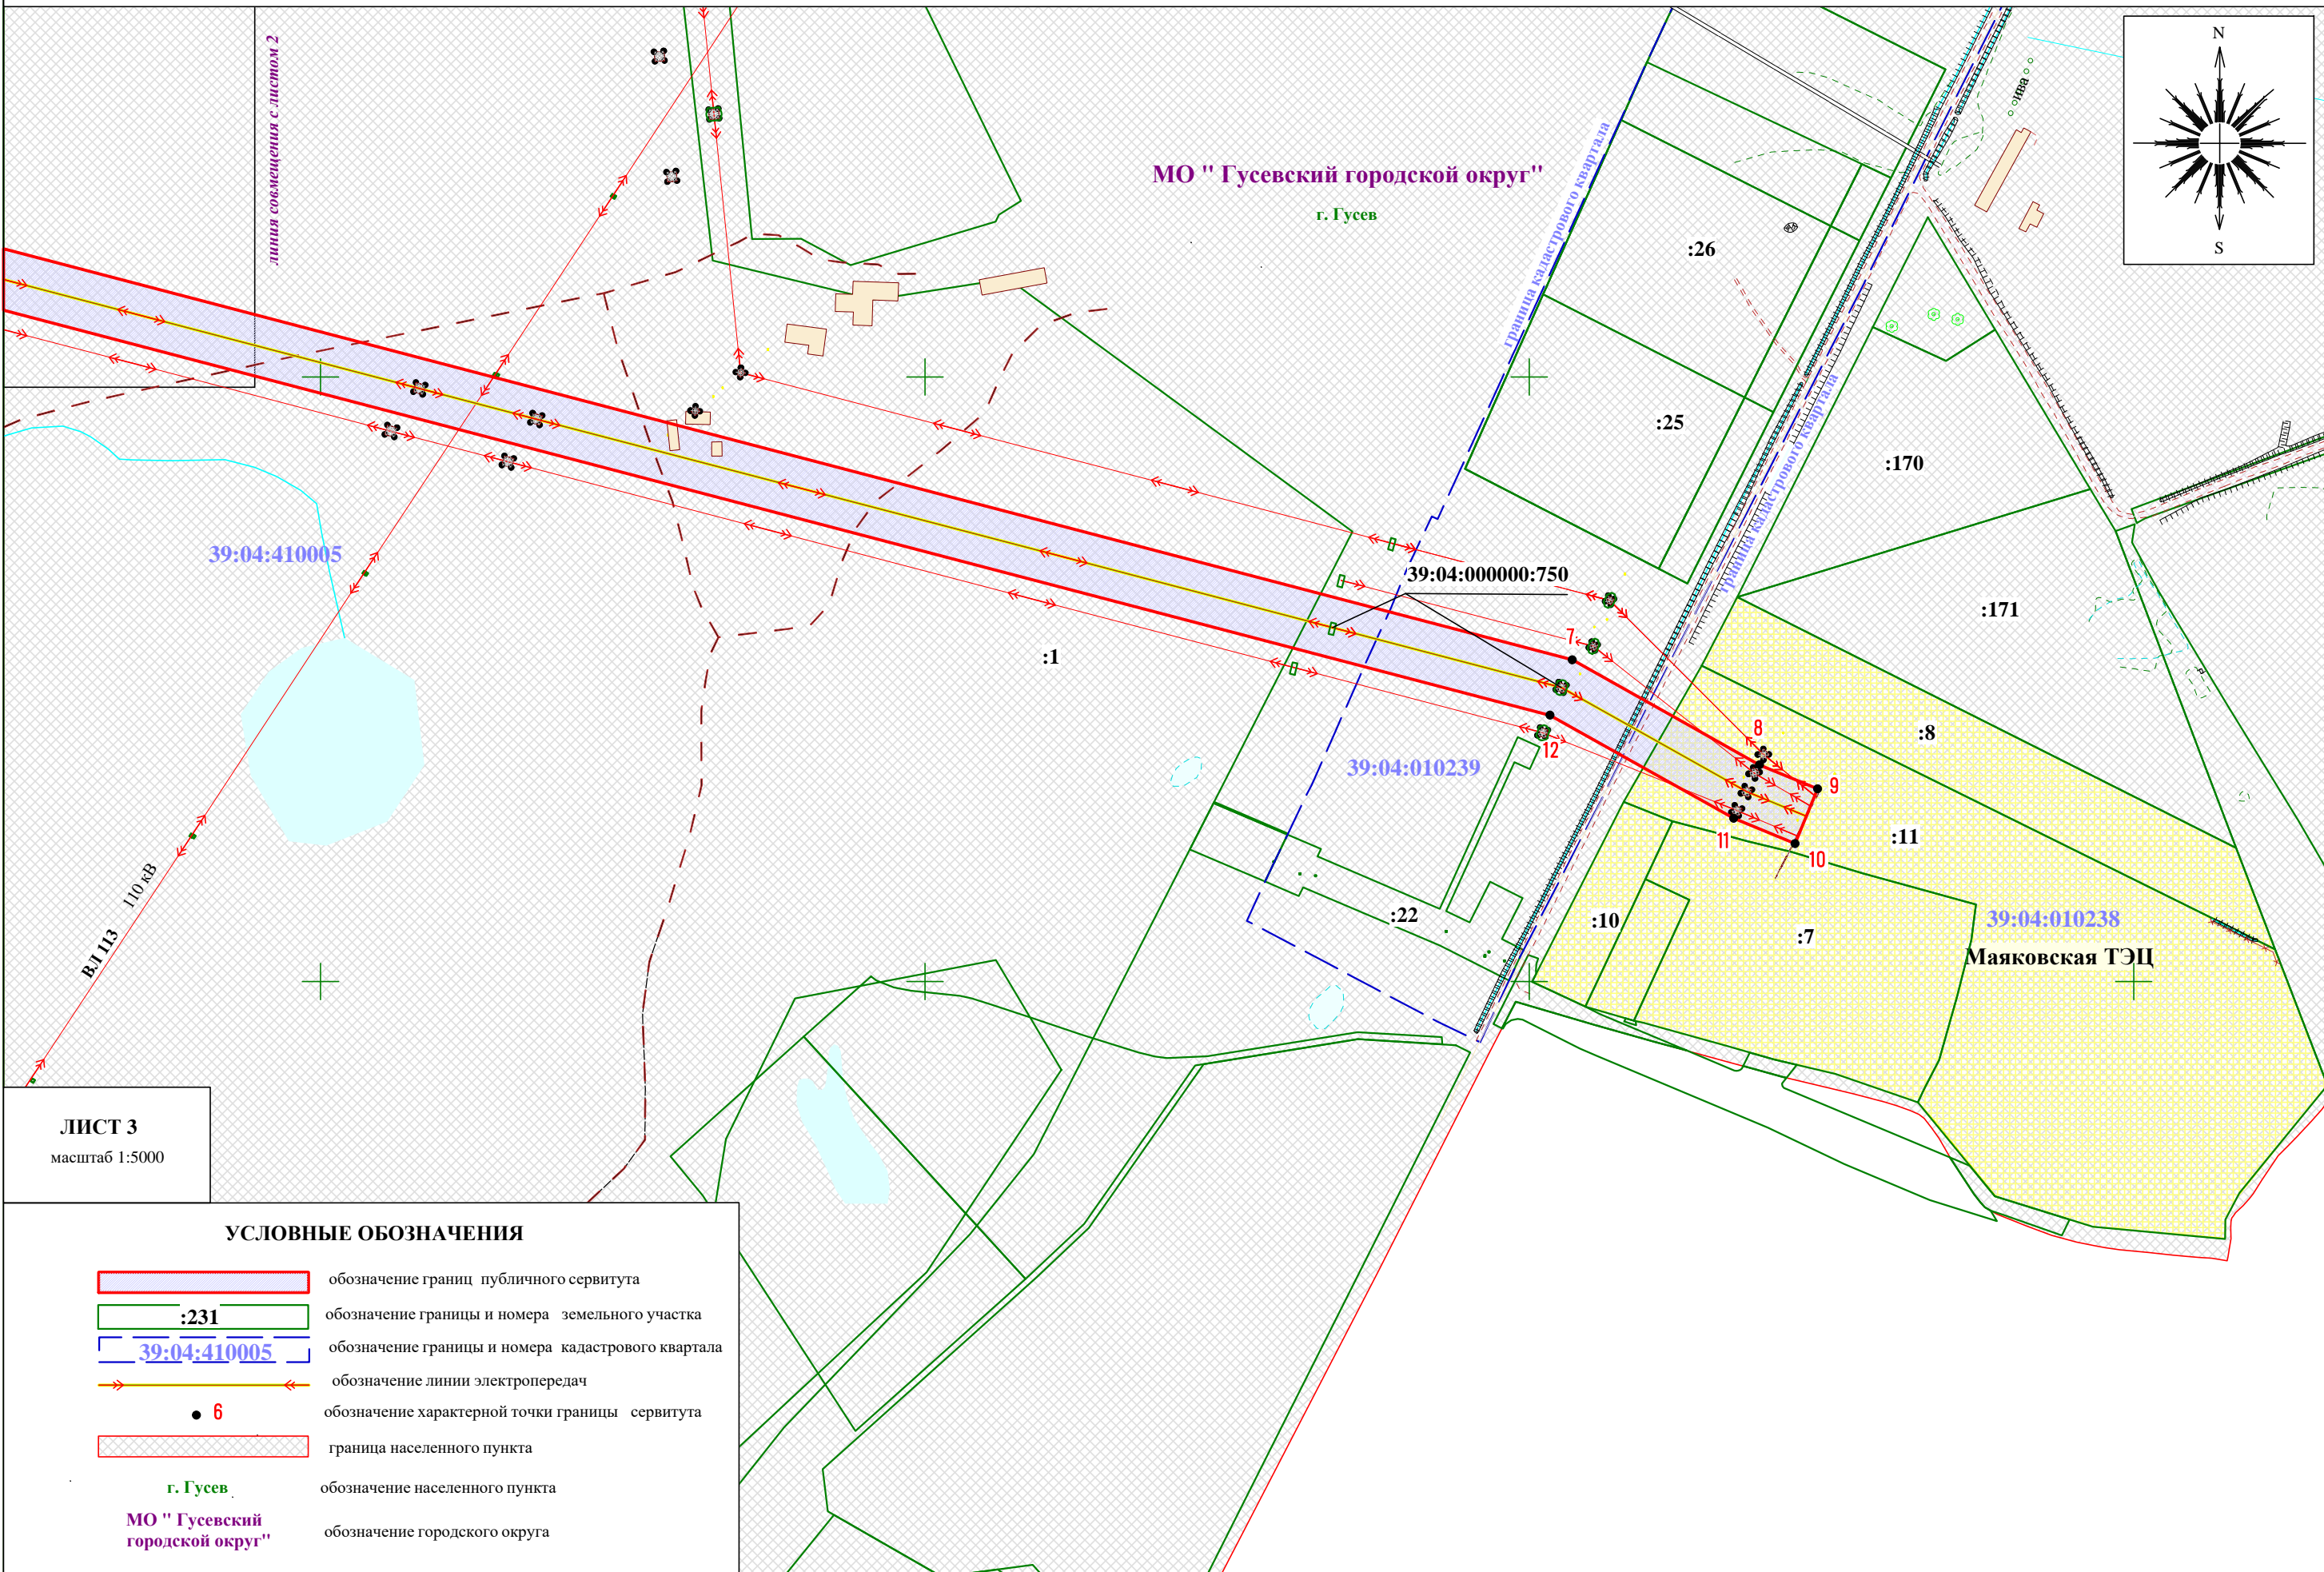 линия совмещения с листом 2
МО " Гусевский городской округ"
г. Гусев
граница кадастрового квартала
ива
N
S
:26
:25
граница кадастрового квартала
:170
:171
39:04:410005
39:04:000000:750
:1
7
8
9
10
11
12
:8
:11
39:04:010239
:22
:10
:7
39:04:010238
Маяковская ТЭЦ
110 кВ
ВЛ 113
ЛИСТ 3
масштаб 1:5000
УСЛОВНЫЕ ОБОЗНАЧЕНИЯ
обозначение границ публичного сервитута
:231 обозначение границы и номера земельного участка
39:04:410005 обозначение границы и номера кадастрового квартала
обозначение линии электропередач
6 обозначение характерной точки границы сервитута
граница населенного пункта
г. Гусев обозначение населенного пункта
МО " Гусевский
городской округ" обозначение городского округа